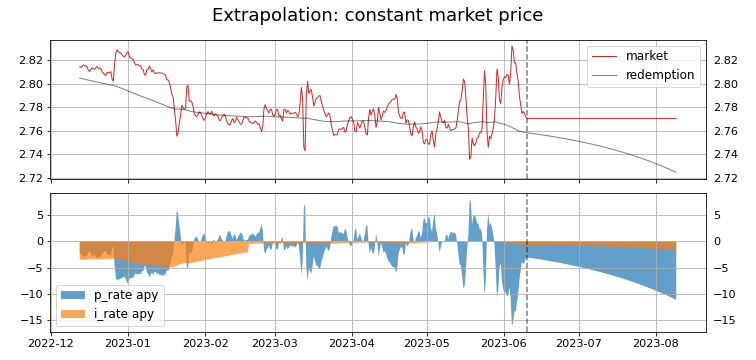 Extrapolation: constant market price
2.82 2.82
2.80 2.80
2.78 2.78
2.76 2.76
2.74 2.74
2.72 2.72
market
redemption
5 5
0 0
−5 −5
−10 −10
−15 −15
p_rate apy
i_rate apy
2022-12 2023-01 2023-02 2023-03 2023-04 2023-05 2023-06 2023-07 2023-08